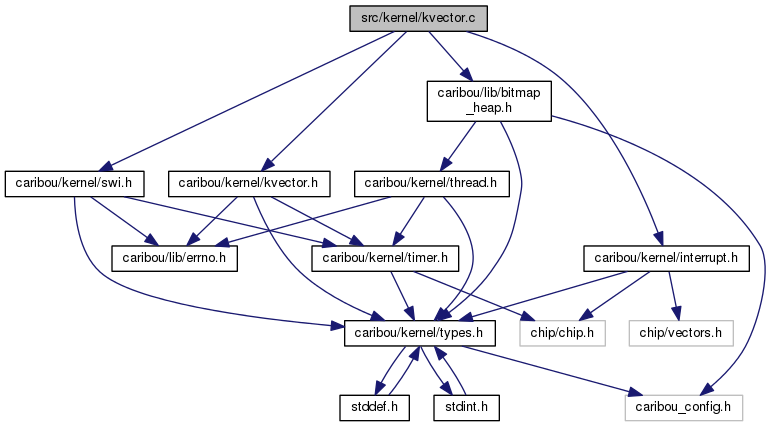 src/kernel/kvector.c
caribou/lib/bitmap
_heap.h
caribou/kernel/swi.h
caribou/kernel/kvector.h
caribou/kernel/thread.h
caribou/lib/errno.h
caribou/kernel/timer.h
caribou/kernel/interrupt.h
caribou/kernel/types.h
chip/chip.h
chip/vectors.h
stddef.h
stdint.h
caribou_config.h